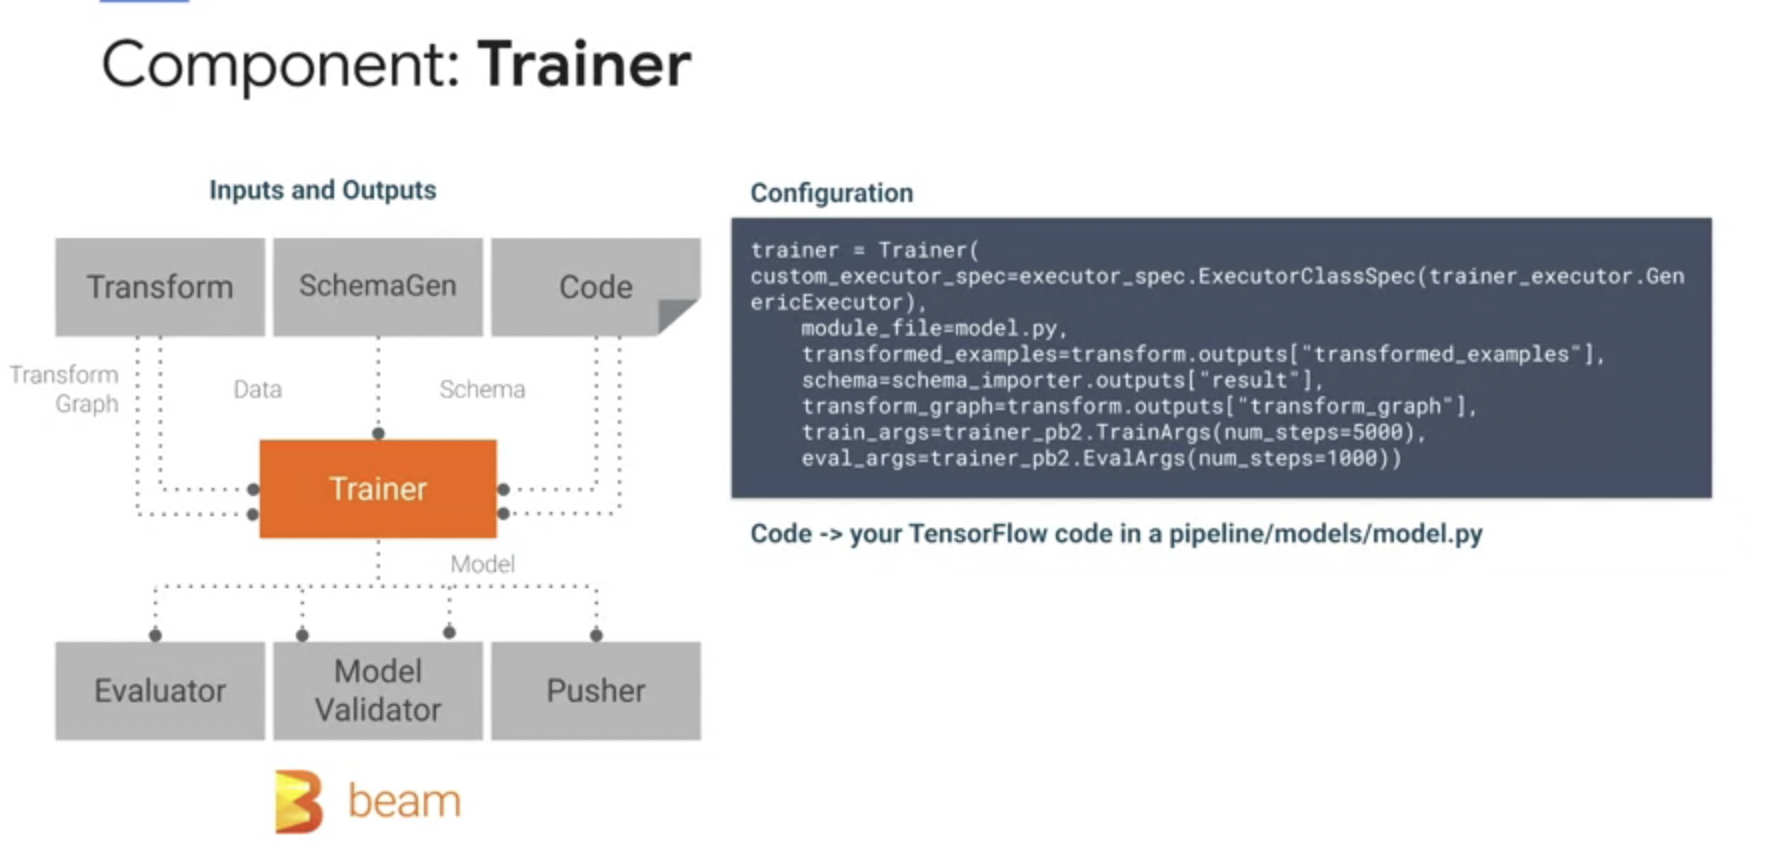 Component: Trainer
Inputs and Outputs
Transform
SchemaGen
Code
Transform
Graph
Data
Schema
Trainer
Model
Evaluator
Model
Validator
Pusher
beam
Configuration
trainer = Trainer(
custom_executor_spec=executor_spec.ExecutorClassSpec(trainer_executor.Gen
ericExecutor),
    module_file=model.py,
    transformed_examples=transform.outputs["transformed_examples"],
    schema=schema_importer.outputs["result"],
    transform_graph=transform.outputs["transform_graph"],
    train_args=trainer_pb2.TrainArgs(num_steps=5000),
    eval_args=trainer_pb2.EvalArgs(num_steps=1000))
Code -> your TensorFlow code in a pipeline/models/model.py